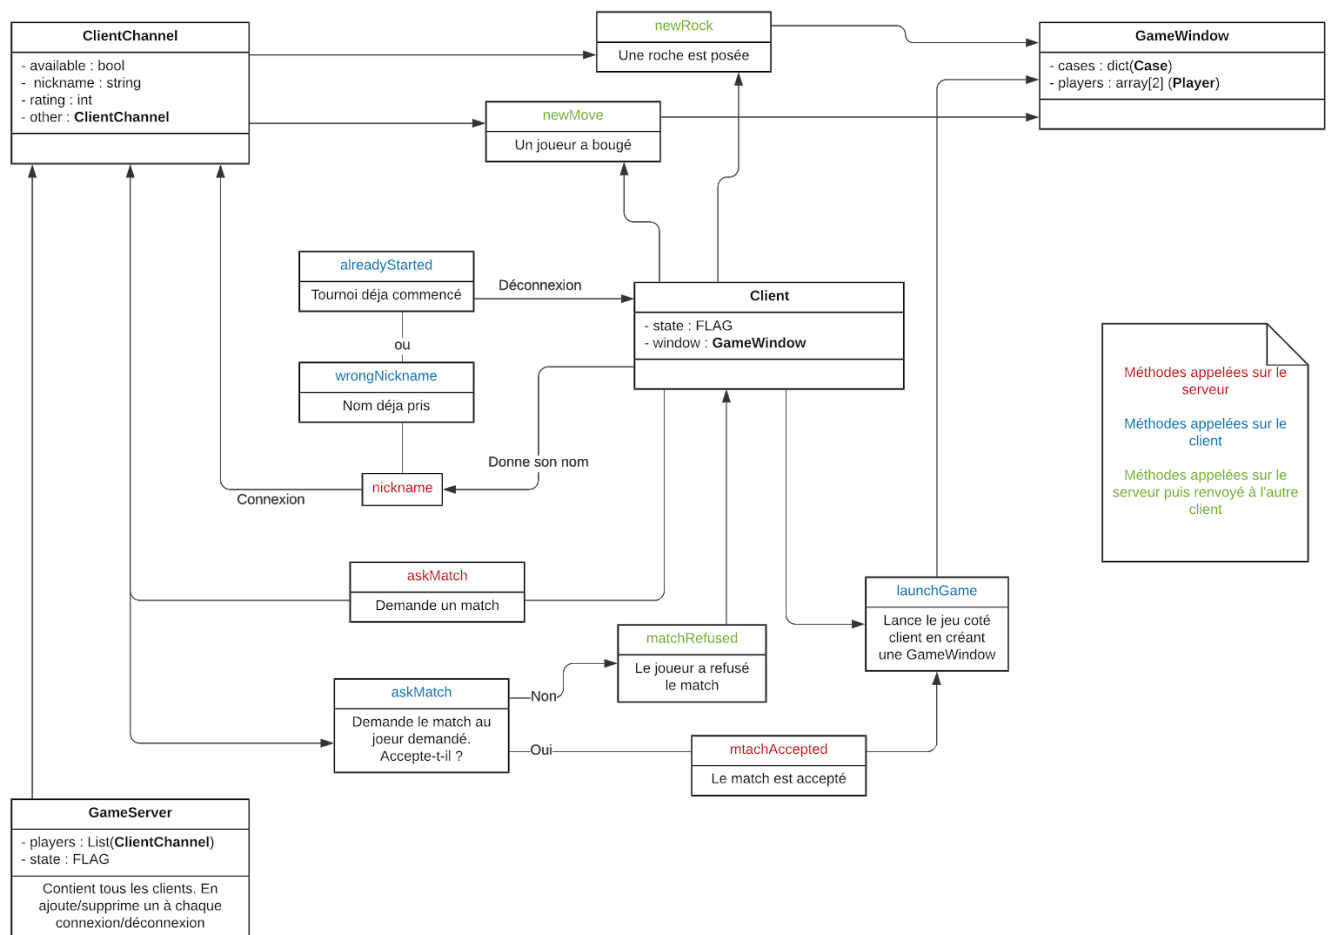 ClientChannel
- available : bool
- nickname : string
- rating : int
- other : ClientChannel
newRock
Une roche est posée
GameWindow
- cases : dict(Case)
- players : array[2] (Player)
newMove
Un joueur a bougé
alreadyStarted
Tournoi déja commencé
Déconnexion
ou
wrongNickname
Nom déja pris
Client
- state : FLAG
- window : GameWindow
Méthodes appelées sur le
serveur
Méthodes appelées sur le
client
Méthodes appelées sur le
serveur puis renvoyé à l'autre
client
Donne son nom
nickname
Connexion
askMatch
Demande un match
launchGame
Lance le jeu coté
client en créant
une GameWindow
matchRefused
Le joueur a refusé
le match
askMatch
Demande le match au
joeur demandé.
Accepte-t-il ?
Non
Oui
mtachAccepted
Le match est accepté
GameServer
- players : List(ClientChannel)
- state : FLAG
Contient tous les clients. En
ajoute/supprime un à chaque
connexion/déconnexion